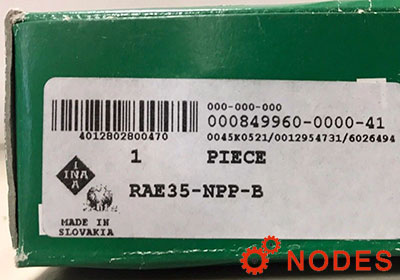 000-000-000
000849960-0000-41
4012802800470
0045K0521/0012954731/6026494
1 PIECE
INA
INA
RAE35-NPP-B
MADE IN
SLOVAKIA
NODES